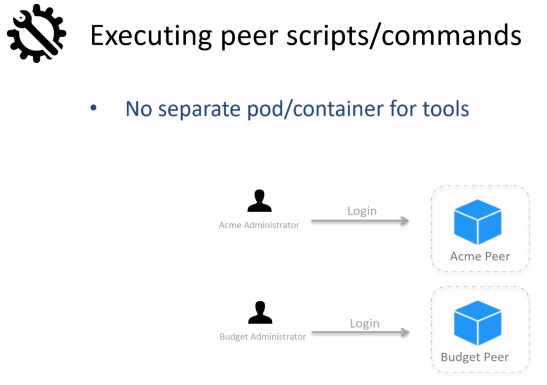 Executing peer scripts/commands
• No separate pod/container for tools
Login
Acme Administrator
Acme Peer
Login
Budget Administrator
Budget Peer